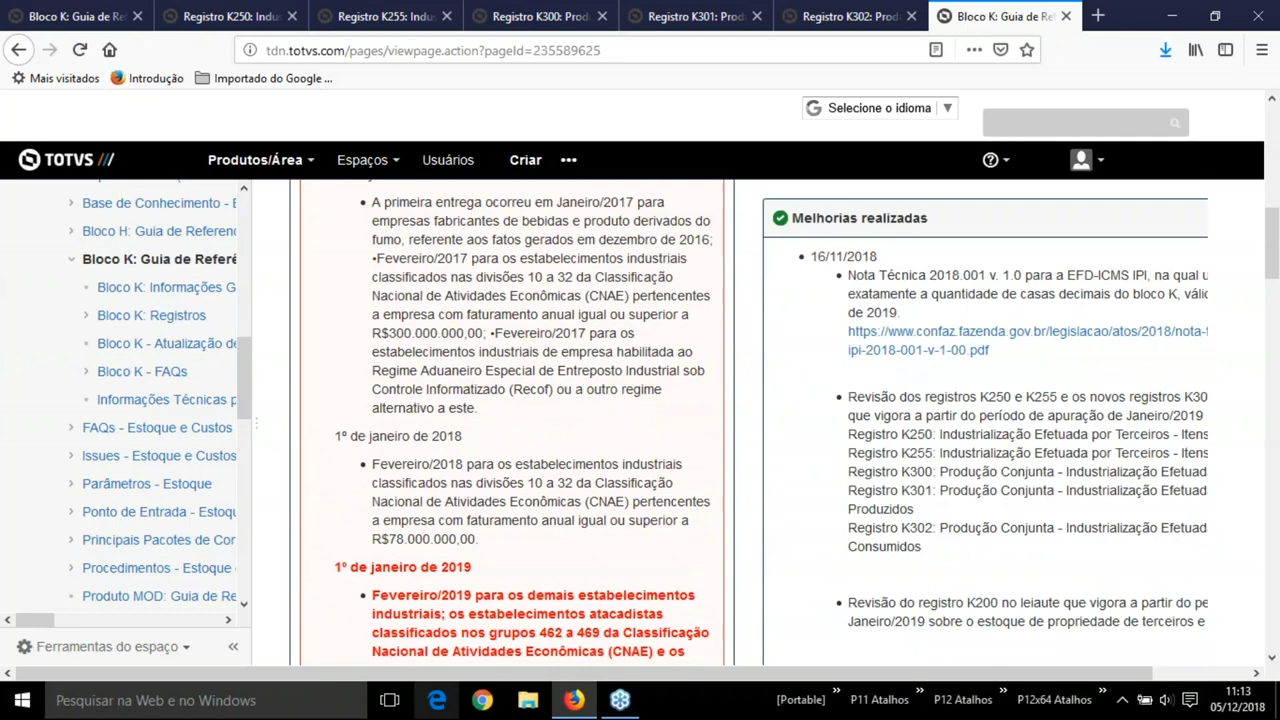 Bloco K: Guia de Re
Registro K250: Indus
Registro K255: Indus
Registro K300: Prod
Registro K301: Prod
Registro K302: Prod
Bloco K: Guia de Ref
tdn.totvs.com/pages/viewpage.action?pageId=235589625
Mais visitados
Introdução
Importado do Google ...
Selecione o idioma
TOTVS
Produtos/Área
Espaços
Usuários
Criar
Base de Conhecimento - E
Bloco H: Guia de Referenc
Bloco K: Guia de Referê
Bloco K: Informações G
Bloco K: Registros
Bloco K - Atualização de
Bloco K - FAQs
Informações Técnicas p
FAQs - Estoque e Custos
Issues - Estoque e Custos
Parâmetros - Estoque
Ponto de Entrada - Estoqu
Principais Pacotes de Cor
Procedimentos - Estoque
Produto MOD: Guia de Re
Ferramentas do espaço
A primeira entrega ocorreu em Janeiro/2017 para
empresas fabricantes de bebidas e produto derivados do
fumo, referente aos fatos gerados em dezembro de 2016;
•Fevereiro/2017 para os estabelecimentos industriais
classificados nas divisões 10 a 32 da Classificação
Nacional de Atividades Econômicas (CNAE) pertencentes
a empresa com faturamento anual igual ou superior a
R$300.000.000,00; •Fevereiro/2017 para os
estabelecimentos industriais de empresa habilitada ao
Regime Aduaneiro Especial de Entreposto Industrial sob
Controle Informatizado (Recof) ou a outro regime
alternativo a este.
1º de janeiro de 2018
Fevereiro/2018 para os estabelecimentos industriais
classificados nas divisões 10 a 32 da Classificação
Nacional de Atividades Econômicas (CNAE) pertencentes
a empresa com faturamento anual igual ou superior a
R$78.000.000,00.
1º de janeiro de 2019
Fevereiro/2019 para os demais estabelecimentos
industriais; os estabelecimentos atacadistas
classificados nos grupos 462 a 469 da Classificação
Nacional de Atividades Econômicas (CNAE) e os
Melhorias realizadas
16/11/2018
Nota Técnica 2018.001 v. 1.0 para a EFD-ICMS IPI, na qual u
exatamente a quantidade de casas decimais do bloco K, válic
de 2019.
https://www.confaz.fazenda.gov.br/legislacao/atos/2018/nota-t
ipi-2018-001-v-1-00.pdf
Revisão dos registros K250 e K255 e os novos registros K30
que vigora a partir do período de apuração de Janeiro/2019
Registro K250: Industrialização Efetuada por Terceiros - Itens
Registro K255: Industrialização Efetuada por Terceiros - Itens
Registro K300: Produção Conjunta - Industrialização Efetuad
Registro K301: Produção Conjunta - Industrialização Efetuad
Produzidos
Registro K302: Produção Conjunta - Industrialização Efetuad
Consumidos
Revisão do registro K200 no leiaute que vigora a partir do pe
Janeiro/2019 sobre o estoque de propriedade de terceiros e
Pesquisar na Web e no Windows
[Portable]
P11 Atalhos
P12 Atalhos
P12x64 Atalhos
11:13
05/12/2018